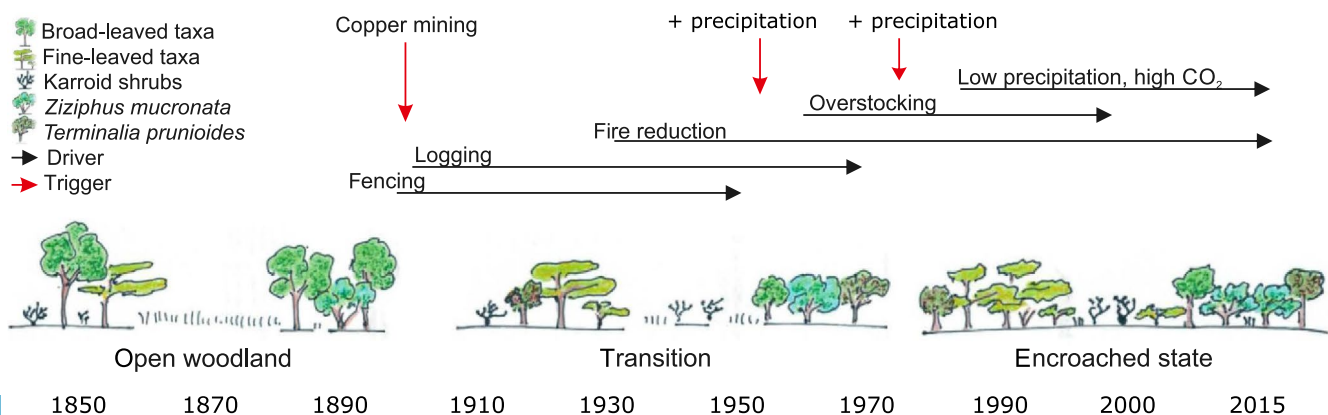 Broad-leaved taxa
Fine-leaved taxa
Karroid shrubs
Ziziphus mucronata
Terminalia prunioides
Driver
Trigger
Copper mining
+ precipitation
+ precipitation
Low precipitation, high CO₂
Overstocking
Fire reduction
Logging
Fencing
Open woodland
Transition
Encroached state
1850 1870 1890 1910 1930 1950 1970 1990 2000 2015